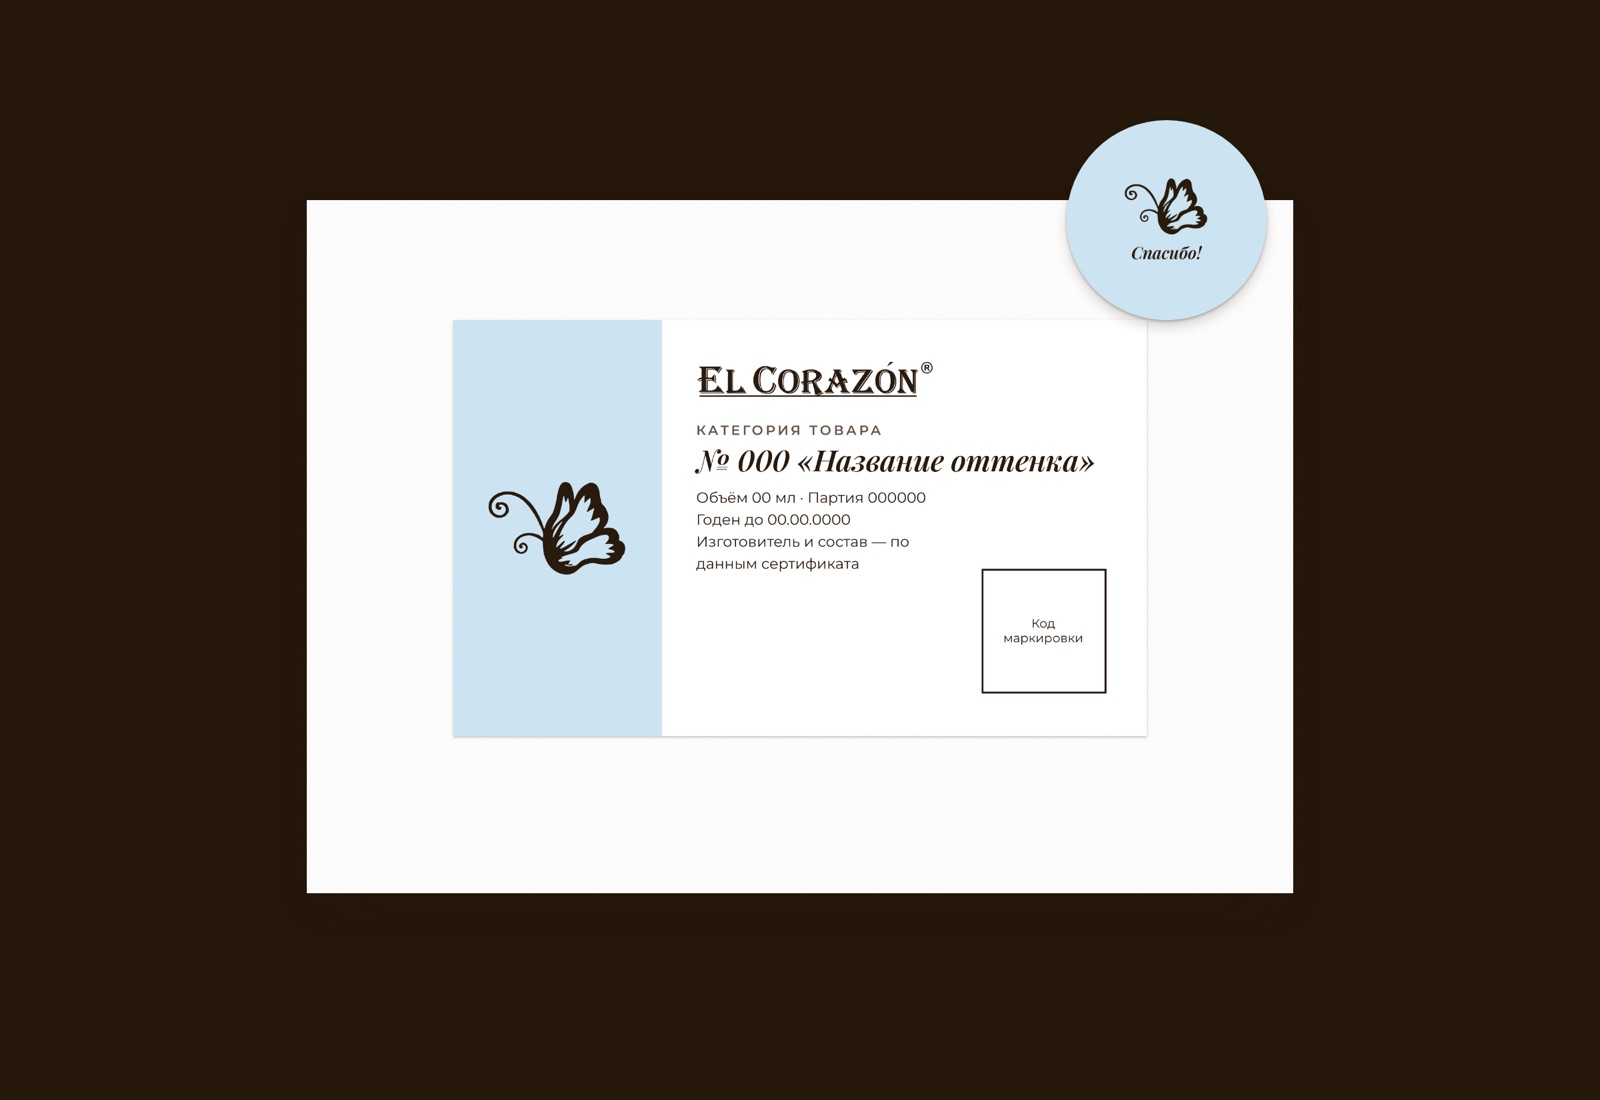 Спасибо!
EL CORAZÓN®
КАТЕГОРИЯ ТОВАРА
№ 000 «Название оттенка»
Объём 00 мл · Партия 000000
Годен до 00.00.0000
Изготовитель и состав — по
данным сертификата
Код
маркировки